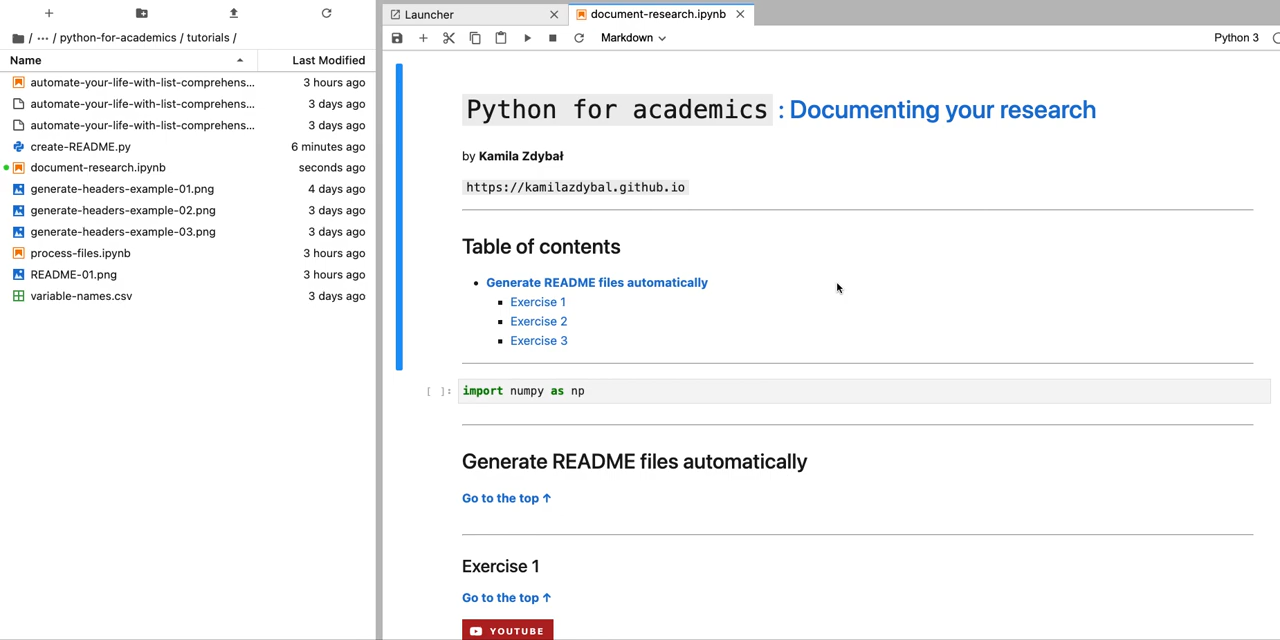 / ··· / python-for-academics / tutorials /
Name Last Modified
automate-your-life-with-list-comprehens... 3 hours ago
automate-your-life-with-list-comprehens... 3 days ago
automate-your-life-with-list-comprehens... 3 days ago
create-README.py 6 minutes ago
document-research.ipynb seconds ago
generate-headers-example-01.png 4 days ago
generate-headers-example-02.png 3 days ago
generate-headers-example-03.png 3 days ago
process-files.ipynb 3 hours ago
README-01.png 3 hours ago
variable-names.csv 3 days ago
Launcher
document-research.ipynb
Markdown
Python 3
Python for academics : Documenting your research
by Kamila Zdybał
https://kamilazdybal.github.io
Table of contents
• Generate README files automatically
▪ Exercise 1
▪ Exercise 2
▪ Exercise 3
[ ]: import numpy as np
Generate README files automatically
Go to the top ↑
Exercise 1
Go to the top ↑
YOUTUBE